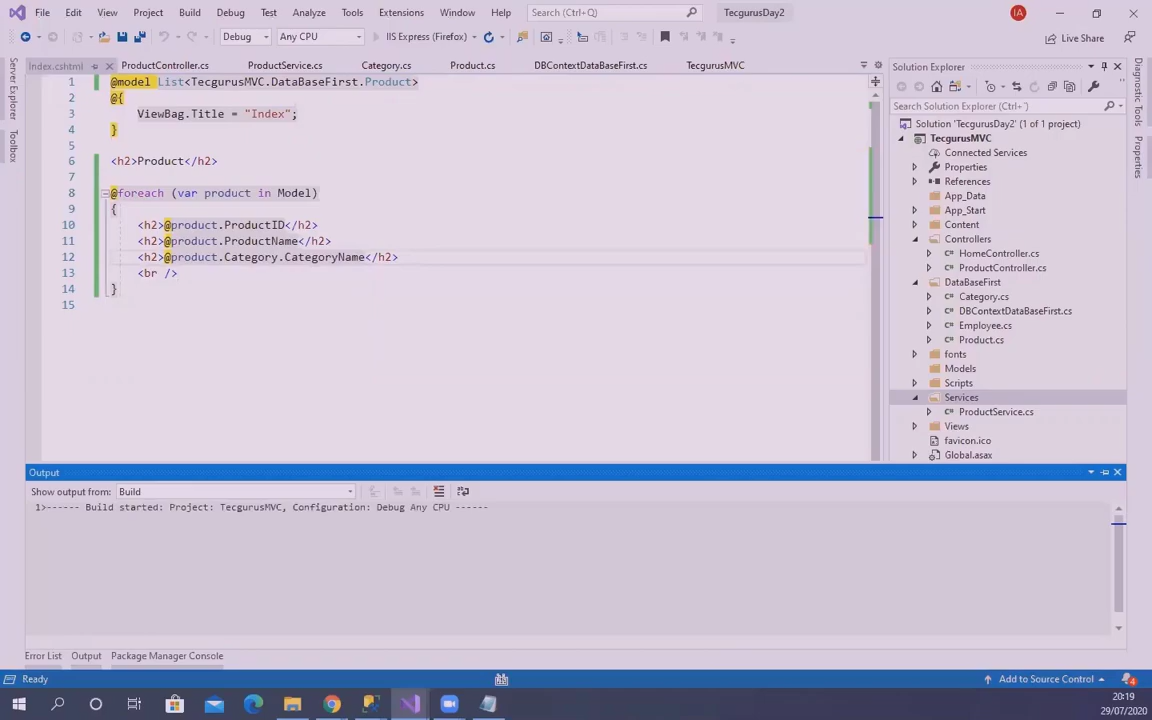 File Edit View Project Build Debug Test Analyze Tools Extensions Window Help Search (Ctrl+Q) TecgurusDay2 IA
Debug Any CPU IIS Express (Firefox) Live Share
Index.cshtml ProductController.cs ProductService.cs Category.cs Product.cs DBContextDataBaseFirst.cs TecgurusMVC
1 @model List<TecgurusMVC.DataBaseFirst.Product>
2 @{
3 ViewBag.Title = "Index";
4 }
5
6 <h2>Product</h2>
7
8 @foreach (var product in Model)
9 {
10 <h2>@product.ProductID</h2>
11 <h2>@product.ProductName</h2>
12 <h2>@product.Category.CategoryName</h2>
13 <br />
14 }
15
Server Explorer
Toolbox
Solution Explorer
Search Solution Explorer (Ctrl+')
Solution 'TecgurusDay2' (1 of 1 project)
TecgurusMVC
Connected Services
Properties
References
App_Data
App_Start
Content
Controllers
C# HomeController.cs
C# ProductController.cs
DataBaseFirst
C# Category.cs
C# DBContextDataBaseFirst.cs
C# Employee.cs
C# Product.cs
fonts
Models
Scripts
Services
C# ProductService.cs
Views
favicon.ico
Global.asax
Diagnostic Tools
Properties
Output
Show output from: Build
1>------ Build started: Project: TecgurusMVC, Configuration: Debug Any CPU ------
Error List Output Package Manager Console
Ready Add to Source Control 4
20:19
29/07/2020